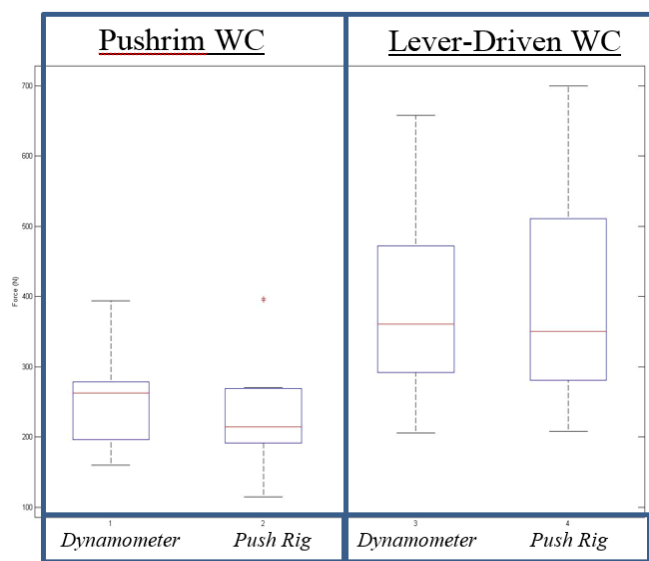 Pushrim WC
Lever-Driven WC
700
600
500
400
300
200
100
Force (N)
1
2
3
4
Dynamometer
Push Rig
Dynamometer
Push Rig